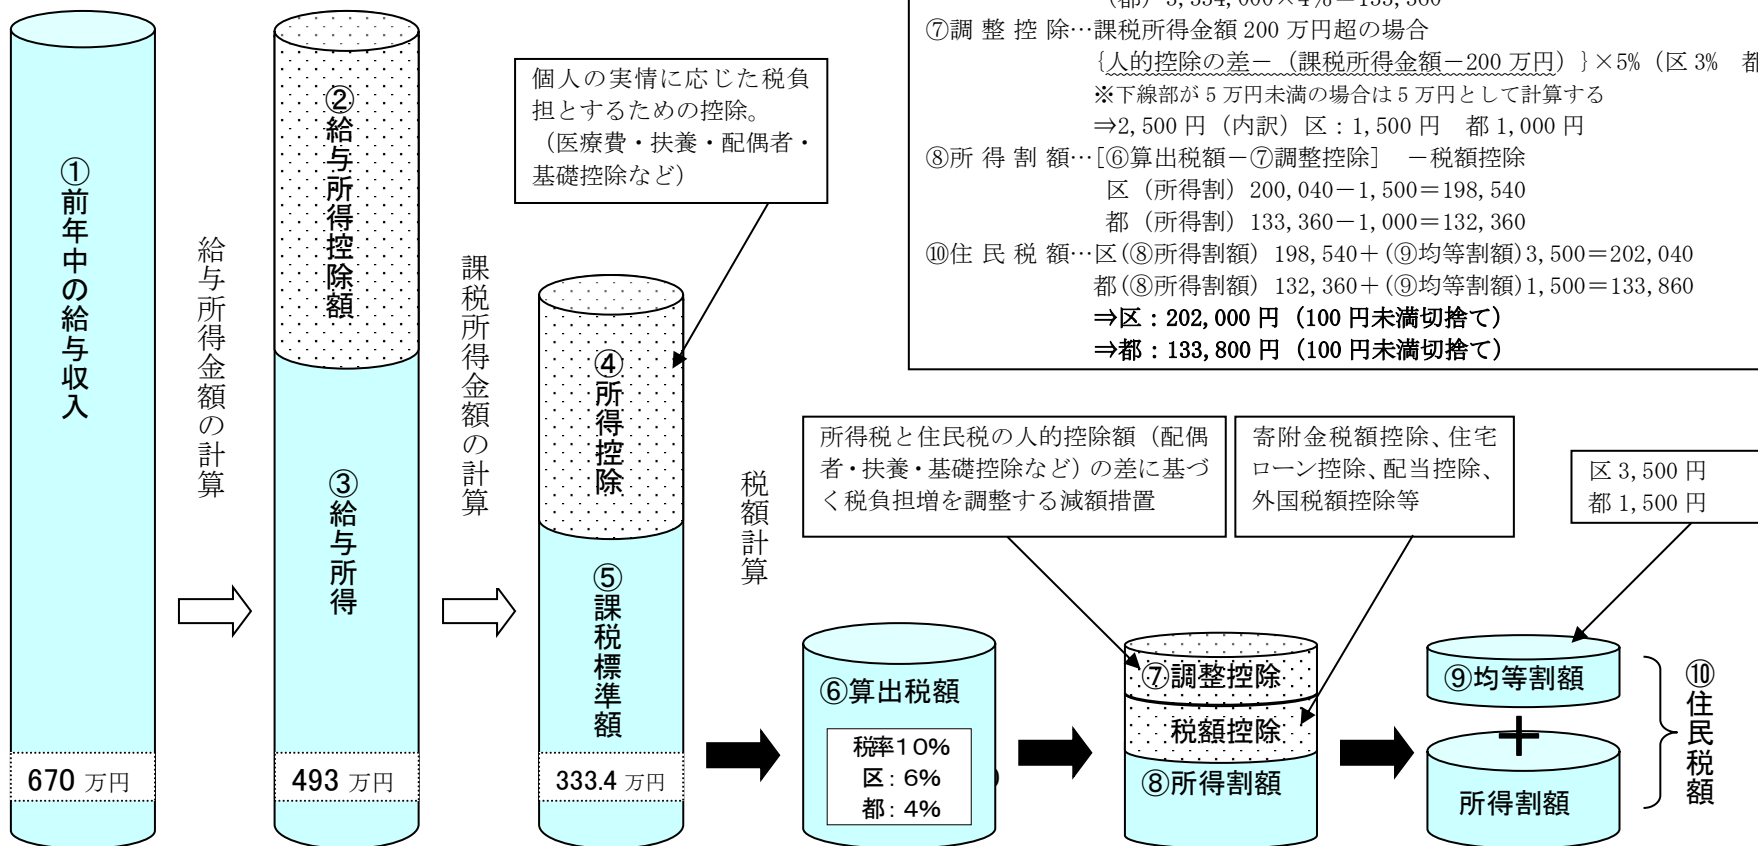 ①前年中の給与収入
670 万円
給与所得金額の計算
②給与所得控除額
③給与所得
493 万円
課税所得金額の計算
個人の実情に応じた税負
担とするための控除。
(医療費・扶養・配偶者・
基礎控除など)
④所得控除
⑤課税標準額
333.4 万円
税額計算
(都) 3,334,000×4%=133,360
⑦調 整 控 除…課税所得金額 200 万円超の場合
{人的控除の差-(課税所得金額-200 万円)}×5%(区 3% 都
※下線部が 5 万円未満の場合は 5 万円として計算する
⇒2,500 円(内訳)区:1,500 円 都 1,000 円
⑧所 得 割 額…[⑥算出税額-⑦調整控除] -税額控除
区(所得割)200,040-1,500=198,540
都(所得割)133,360-1,000=132,360
⑩住 民 税 額…区(⑧所得割額) 198,540+(⑨均等割額)3,500=202,040
都(⑧所得割額) 132,360+(⑨均等割額)1,500=133,860
⇒区:202,000 円(100 円未満切捨て)
⇒都:133,800 円(100 円未満切捨て)
所得税と住民税の人的控除額(配偶
者・扶養・基礎控除など)の差に基づ
く税負担増を調整する減額措置
寄附金税額控除、住宅
ローン控除、配当控除、
外国税額控除等
区 3,500 円
都 1,500 円
⑥算出税額
税率10%
区:6%
都:4%
⑦調整控除
税額控除
⑧所得割額
⑨均等割額
+
所得割額
⑩住民税額